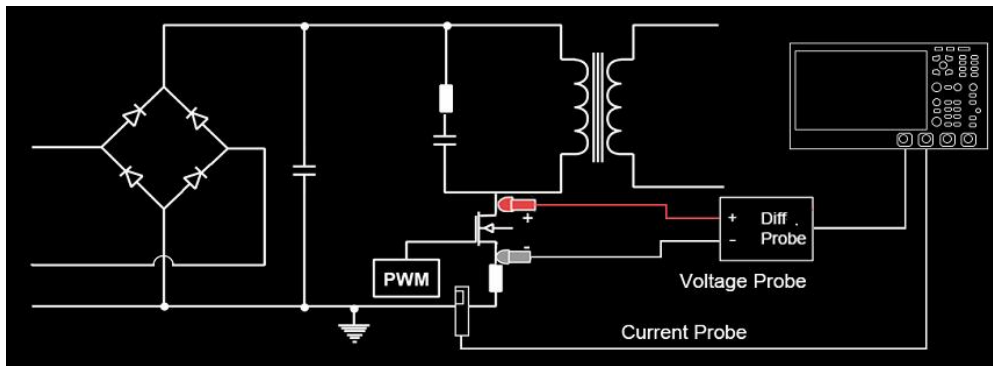 +
-
+ Diff .
- Probe
PWM
Voltage Probe
Current Probe